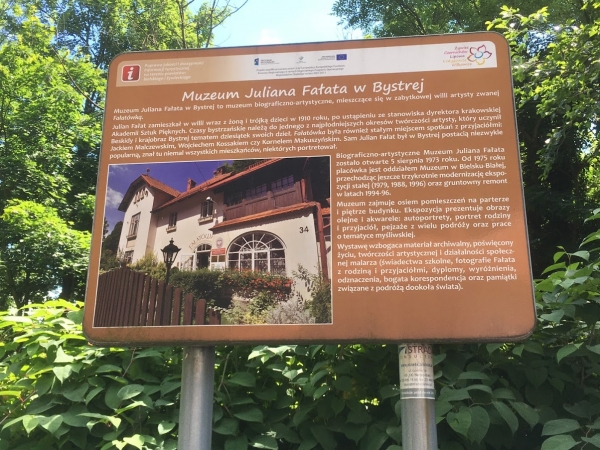 Muzeum Juliana Fałata w Bystrej
Muzeum Juliana Fałata w Bystrej to muzeum biograficzno-artystyczne, mieszczące się w zabytkowej willi artysty zwanej
Fałatówką.
Julian Fałat zamieszkał w willi wraz z żoną i trójką dzieci w 1910 roku, po ustąpieniu ze stanowiska dyrektora krakowskiej
Akademii Sztuk Pięknych. Czasy bystrzańskie należą do jednego z najpłodniejszych okresów twórczości artysty, który uczynił
Beskidy i krajobraz Bystrej tematem dziesiątek swoich dzieł. Fałatówka była również stałym miejscem spotkań z przyjaciółmi:
Jackiem Malczewskim, Wojciechem Kossakiem czy Kornelem Makuszyńskim. Sam Julian Fałat był w Bystrej postacią niezwykle
popularną, znał tu niemal wszystkich mieszkańców, niektórych portretował.
Biograficzno-artystyczne Muzeum Juliana Fałata
zostało otwarte 5 sierpnia 1973 roku. Od 1975 roku
placówka jest oddziałem Muzeum w Bielsku-Białej,
przechodząc jeszcze trzykrotnie modernizację ekspo-
zycji stałej (1979, 1988, 1996) oraz gruntowny remont
w latach 1994-96.
Muzeum zajmuje osiem pomieszczeń na parterze
i piętrze budynku. Ekspozycja prezentuje obrazy
olejne i akwarele: autoportrety, portret rodziny
i przyjaciół, pejzaże z wielu podróży oraz prace
o tematyce myśliwskiej.
Wystawę wzbogaca materiał archiwalny, poświęcony
życiu, twórczości artystycznej i działalności społecz-
nej malarza (świadectwa szkolne, fotografie Fałata
z rodziną i przyjaciółmi, dyplomy, wyróżnienia,
odznaczenia, bogata korespondencja oraz pamiątki
związane z podróżą dookoła świata).
34